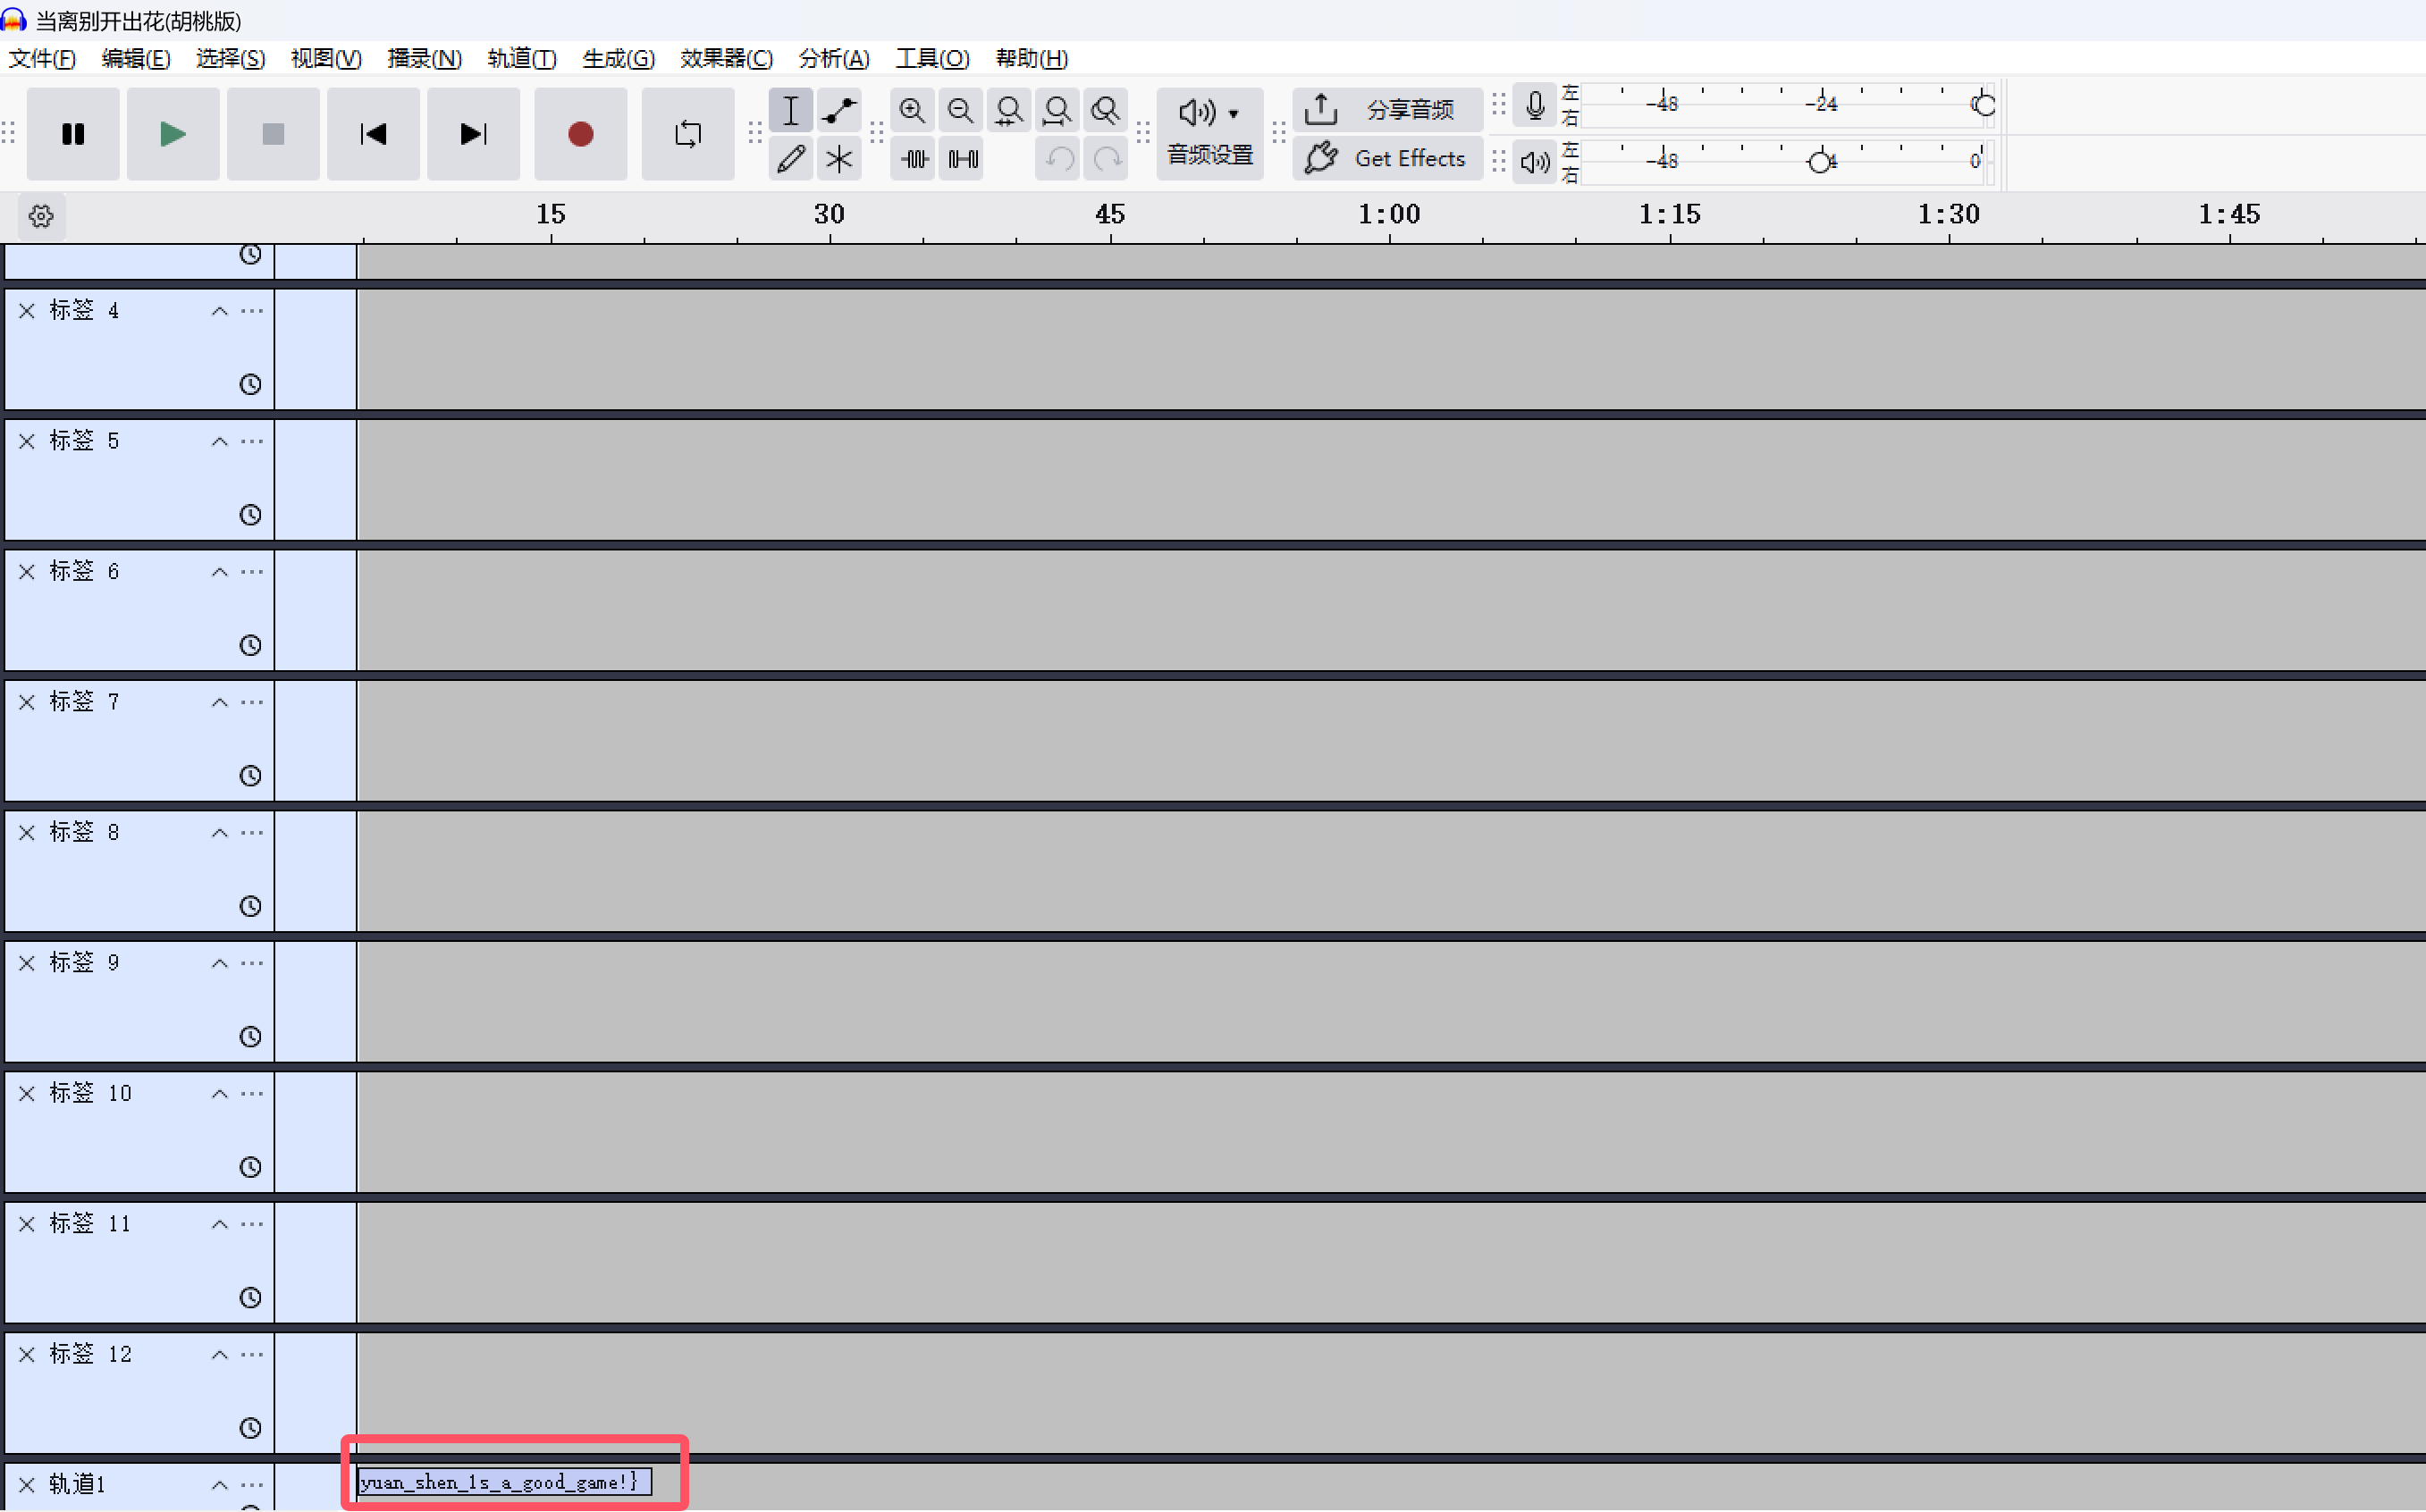 当离别开出花(胡桃版)
文件(F) 编辑(E) 选择(S) 视图(V) 播录(N) 轨道(T) 生成(G) 效果器(C) 分析(A) 工具(O) 帮助(H)
音频设置
分享音频
Get Effects
左 右 -48 -24 0
左 右 -48 0
15 30 45 1:00 1:15 1:30 1:45
标签 4
标签 5
标签 6
标签 7
标签 8
标签 9
标签 10
标签 11
标签 12
轨道1
yuan_shen_1s_a_good_game!}